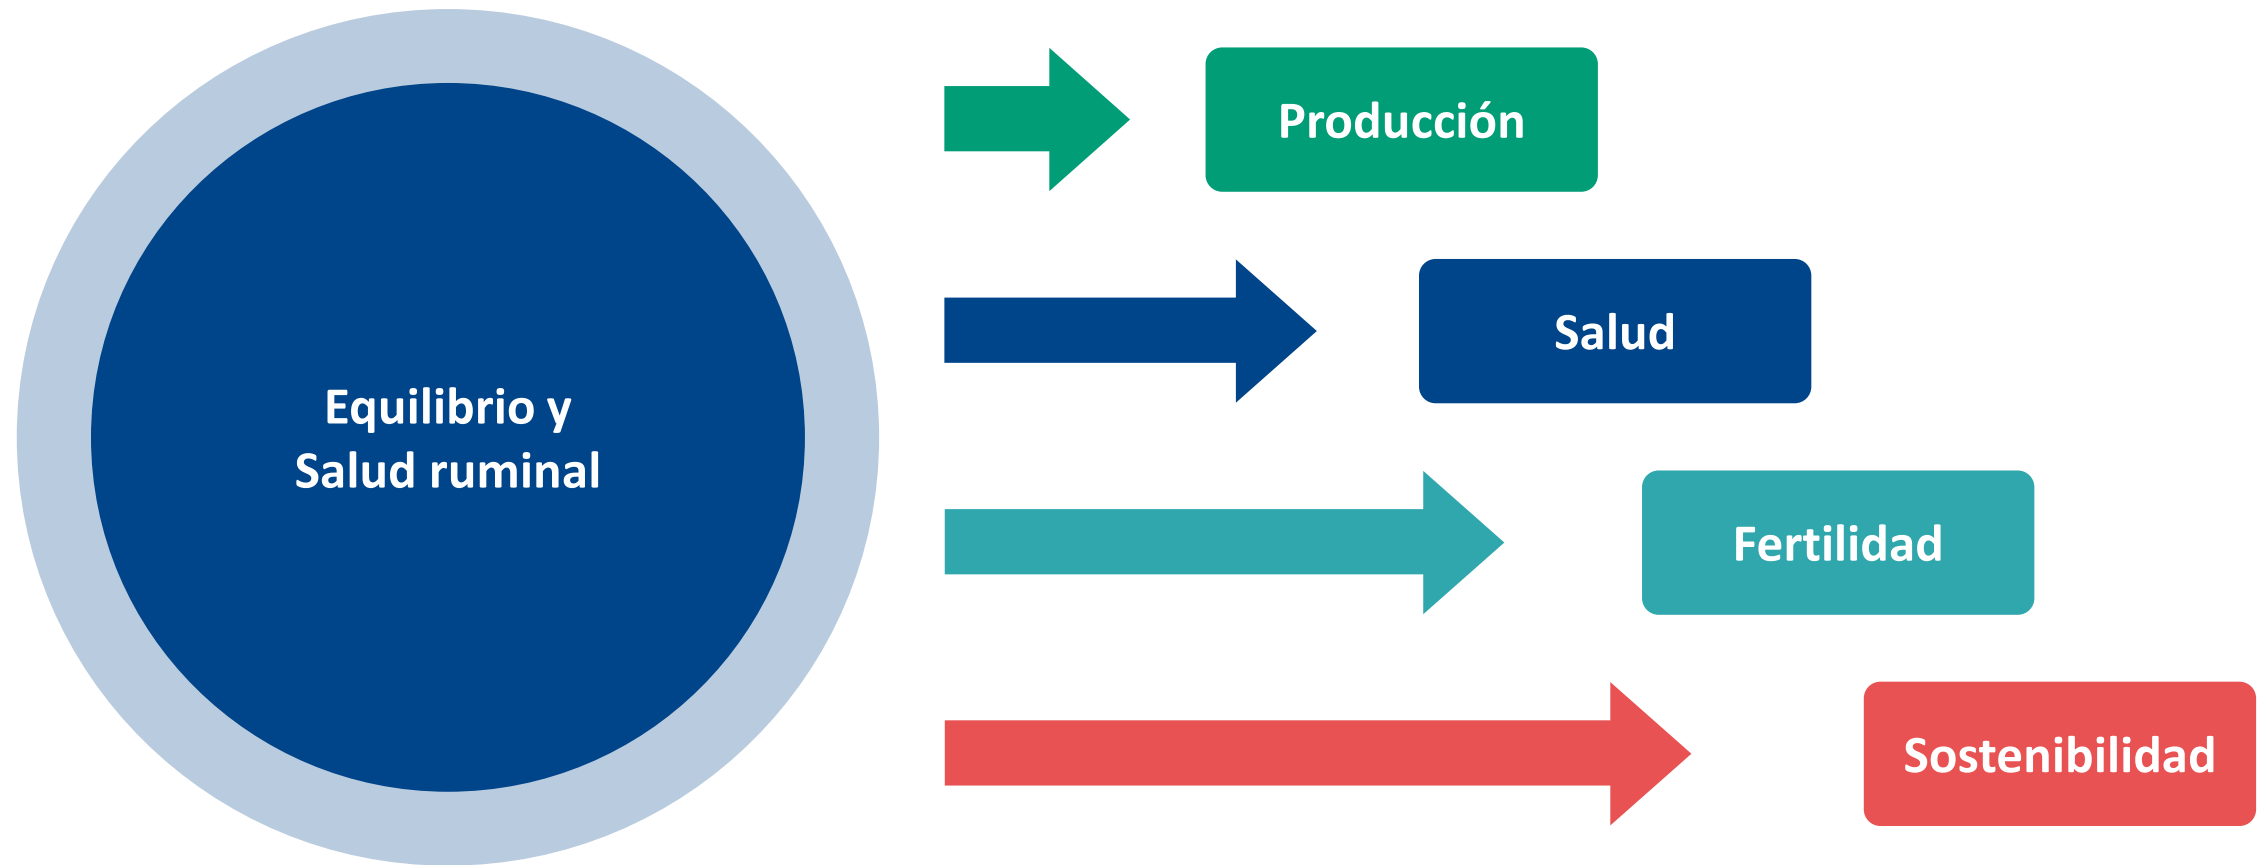 Equilibrio y
Salud ruminal
Producción
Salud
Fertilidad
Sostenibilidad